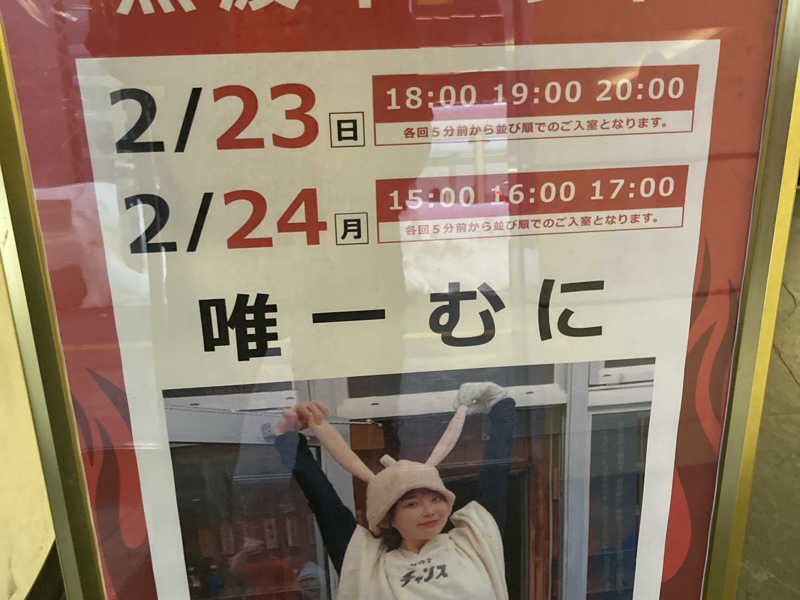 2/23 日 18:00 19:00 20:00
各回5分前から並び順でのご入室となります。
2/24 月 15:00 16:00 17:00
各回5分前から並び順でのご入室となります。
唯一むに
チャンス